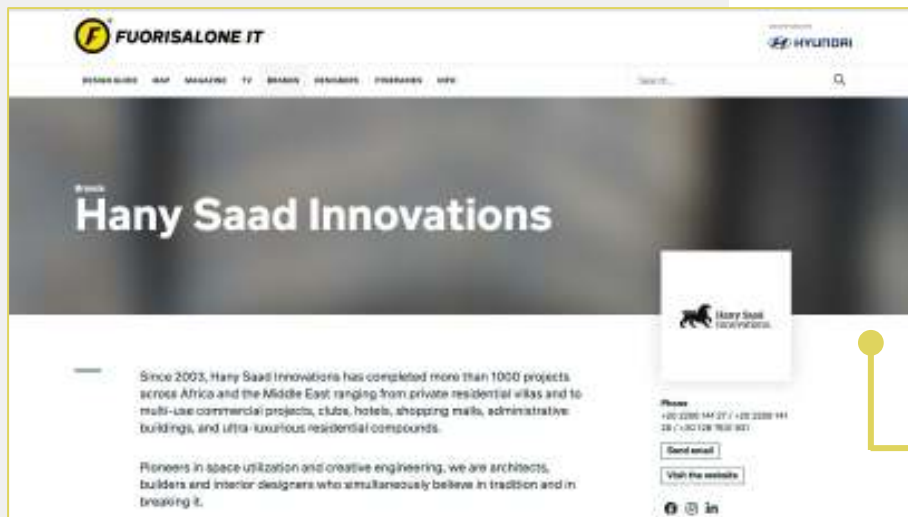 F FUORISALONE IT
HYUNDAI
DESIGN GUIDE MAP MAGAZINE TV BRANDS DESIGNERS ITINERARIES
Search...
Brands
Hany Saad Innovations
Hany Saad
Innovations
Since 2003, Hany Saad Innovations has completed more than 1000 projects
across Africa and the Middle East ranging from private residential villas and to
multi-use commercial projects, clubs, hotels, shopping malls, administrative
buildings, and ultra-luxurious residential compounds.
Pioneers in space utilization and creative engineering, we are architects,
builders and interior designers who simultaneously believe in tradition and in
breaking it.
Phone
Send email
Visit the website